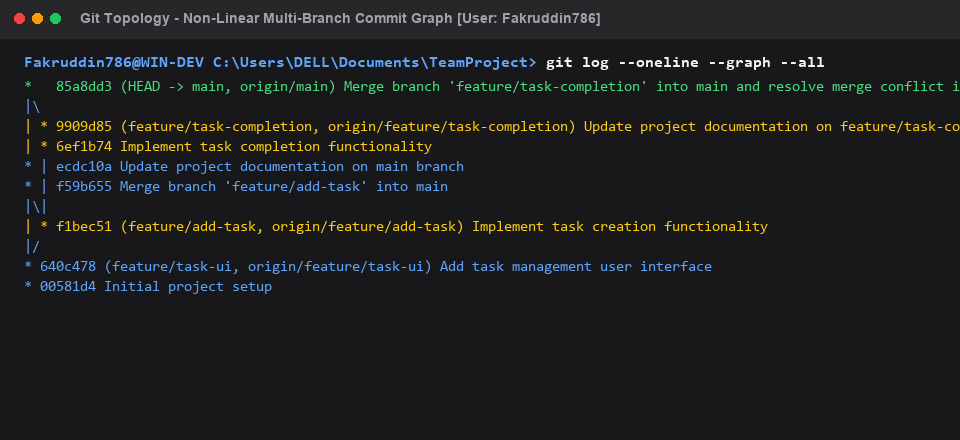 Git Topology - Non-Linear Multi-Branch Commit Graph [User: Fakruddin786]
Fakruddin786@WIN-DEV C:\Users\DELL\Documents\TeamProject> git log --oneline --graph --all
*   85a8dd3 (HEAD -> main, origin/main) Merge branch 'feature/task-completion' into main and resolve merge conflict i
|\
| * 9909d85 (feature/task-completion, origin/feature/task-completion) Update project documentation on feature/task-co
| * 6ef1b74 Implement task completion functionality
* | ecdc10a Update project documentation on main branch
* | f59b655 Merge branch 'feature/add-task' into main
|\|
| * f1bec51 (feature/add-task, origin/feature/add-task) Implement task creation functionality
|/
* 640c478 (feature/task-ui, origin/feature/task-ui) Add task management user interface
* 00581d4 Initial project setup